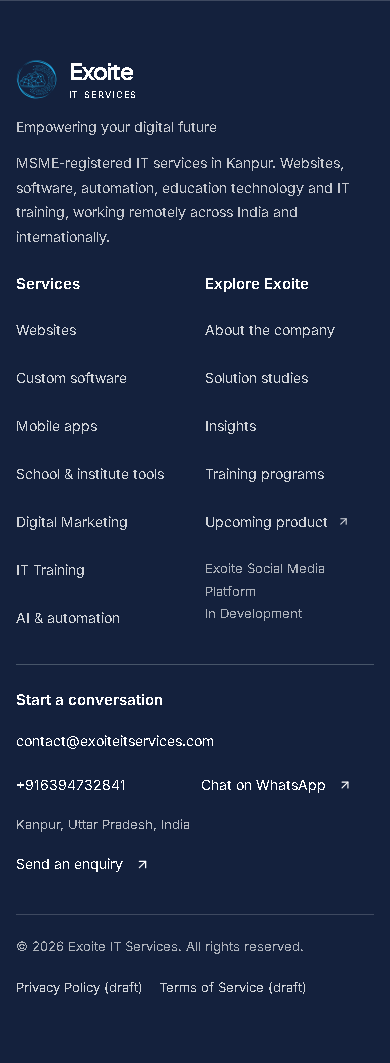 Exoite
IT SERVICES
Empowering your digital future
MSME-registered IT services in Kanpur. Websites,
software, automation, education technology and IT
training, working remotely across India and
internationally.
Services
Websites
Custom software
Mobile apps
School & institute tools
Digital Marketing
IT Training
AI & automation
Explore Exoite
About the company
Solution studies
Insights
Training programs
Upcoming product ↗
Exoite Social Media
Platform
In Development
Start a conversation
contact@exoiteitservices.com
+916394732841
Chat on WhatsApp ↗
Kanpur, Uttar Pradesh, India
Send an enquiry ↗
© 2026 Exoite IT Services. All rights reserved.
Privacy Policy (draft)
Terms of Service (draft)